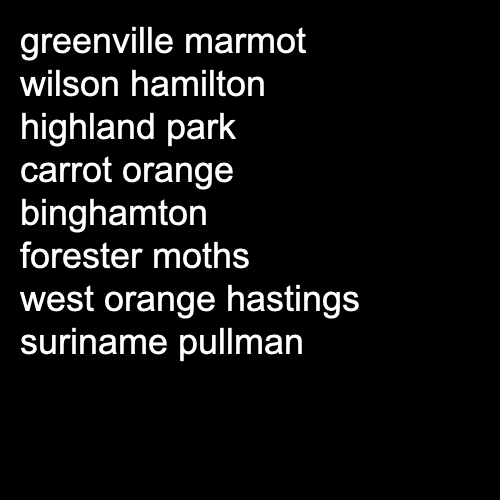 greenville marmot
wilson hamilton
highland park
carrot orange
binghamton
forester moths
west orange hastings
suriname pullman